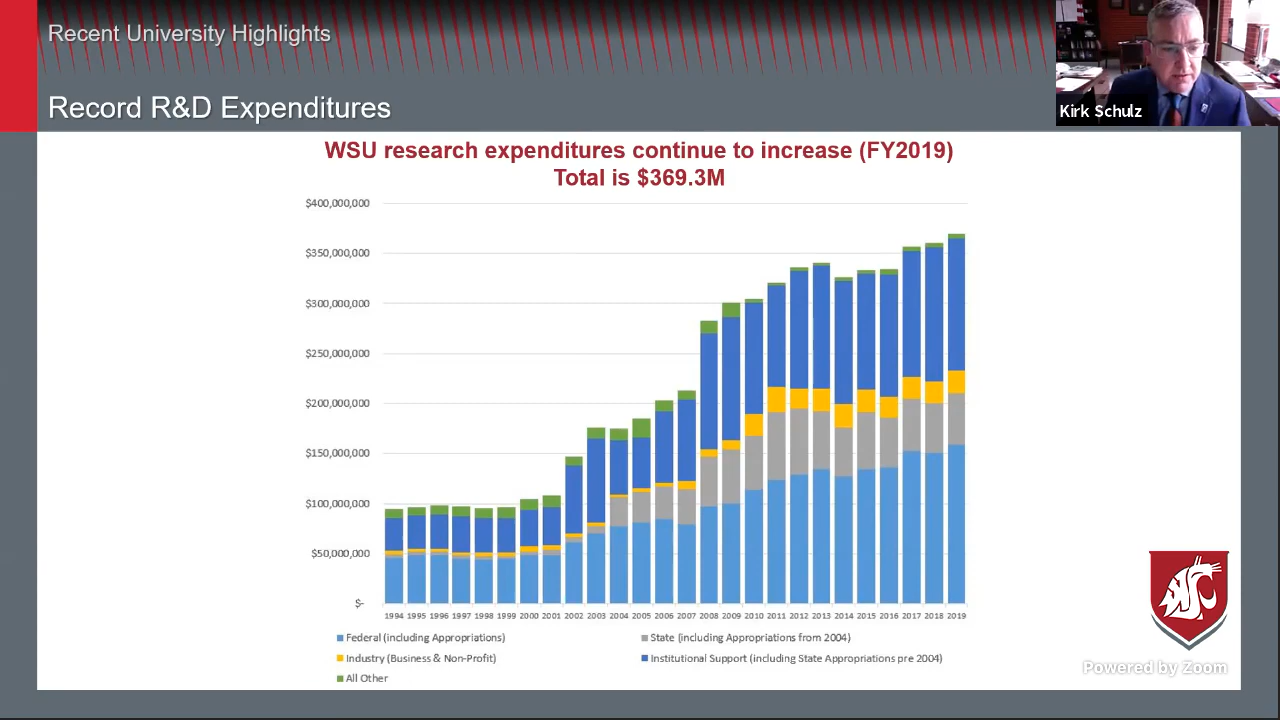 Recent University Highlights
Record R&D Expenditures
Kirk Schulz
WSU research expenditures continue to increase (FY2019)
Total is $369.3M
$400,000,000
$350,000,000
$300,000,000
$250,000,000
$200,000,000
$150,000,000
$100,000,000
$50,000,000
$-
1994 1995 1996 1997 1998 1999 2000 2001 2002 2003 2004 2005 2006 2007 2008 2009 2010 2011 2012 2013 2014 2015 2016 2017 2018 2019
Federal (including Appropriations)
State (including Appropriations from 2004)
Industry (Business & Non-Profit)
Institutional Support (including State Appropriations pre 2004)
All Other
Powered by Zoom